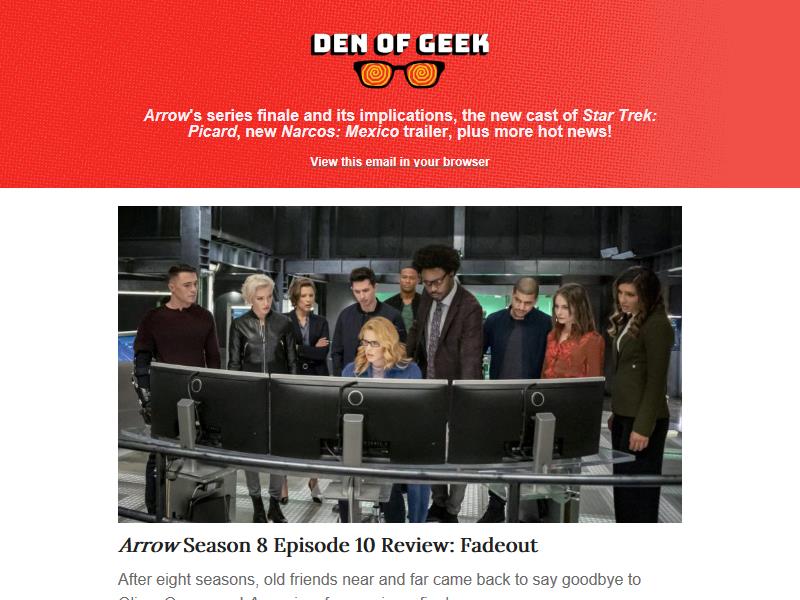 DEN OF GEEK
Arrow's series finale and its implications, the new cast of Star Trek:
Picard, new Narcos: Mexico trailer, plus more hot news!
View this email in your browser
Arrow Season 8 Episode 10 Review: Fadeout
After eight seasons, old friends near and far came back to say goodbye to